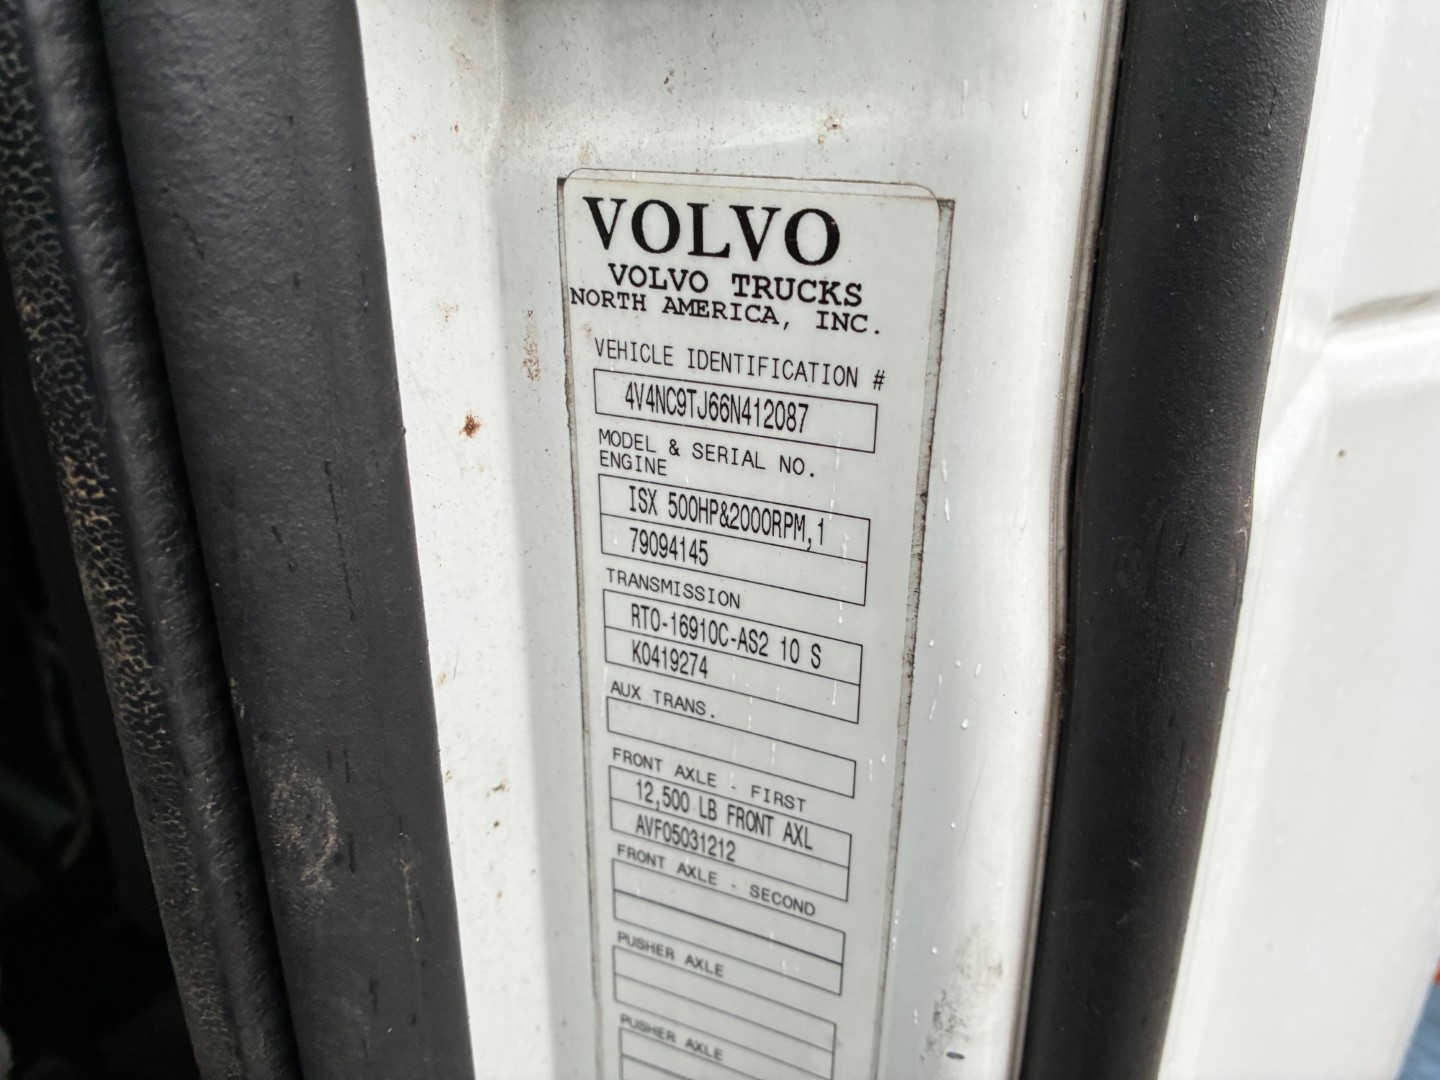 VOLVO
VOLVO TRUCKS
NORTH AMERICA, INC.
VEHICLE IDENTIFICATION #
4V4NC9TJ66N412087
MODEL & SERIAL NO.
ENGINE
ISX 500HP&2000RPM,1
79094145
TRANSMISSION
RTO-16910C-AS2 10 S
K0419274
AUX TRANS.
FRONT AXLE - FIRST
12,500 LB FRONT AXL
AVF05031212
FRONT AXLE - SECOND
PUSHER AXLE
PUSHER AXLE